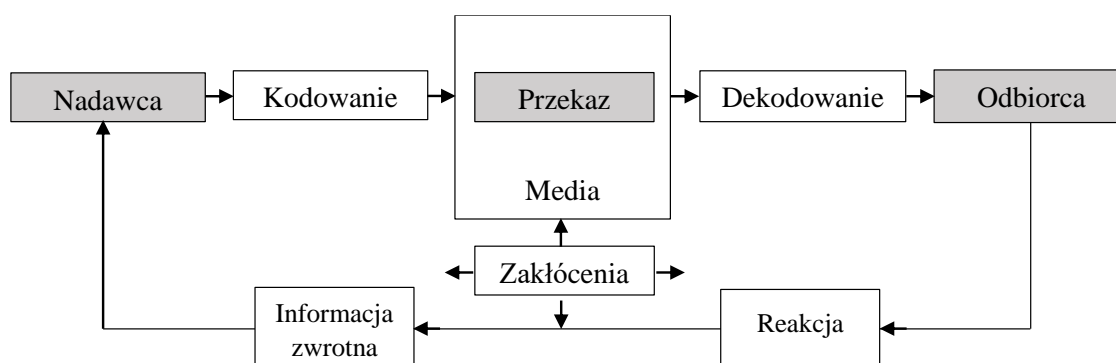 Nadawca
Kodowanie
Przekaz
Dekodowanie
Odbiorca
Media
Zakłócenia
Informacja
zwrotna
Reakcja